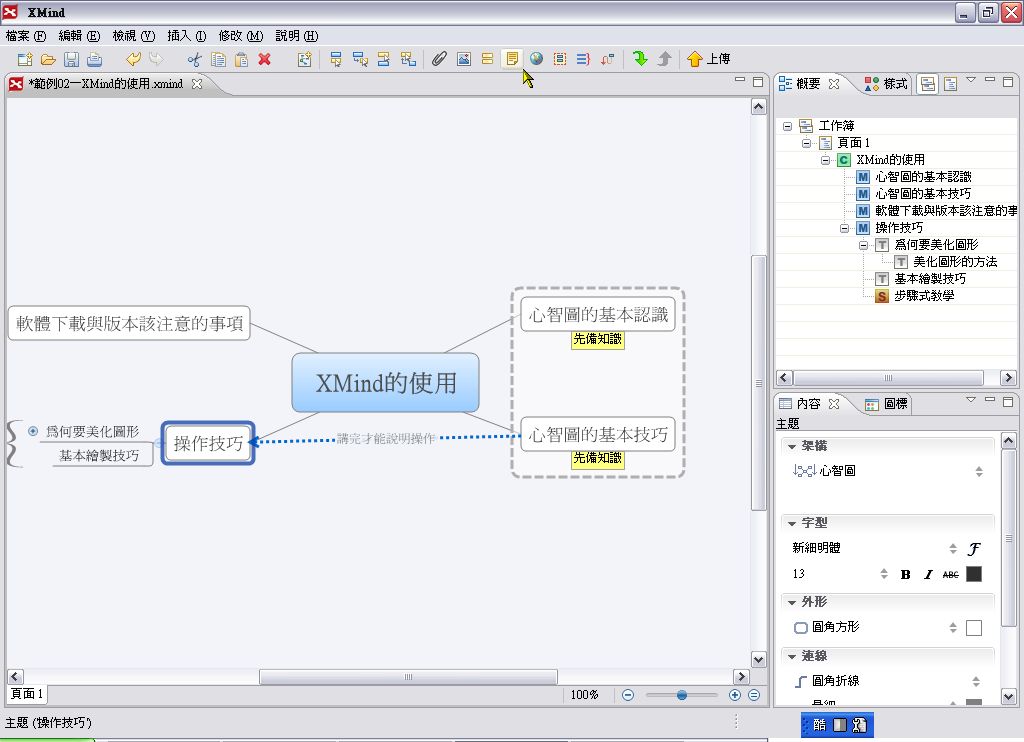 XMind
檔案 (F) 編輯 (E) 檢視 (V) 插入 (I) 修改 (M) 說明 (H)
上傳
*範例02—XMind的使用.xmind
軟體下載與版本該注意的事項
XMind的使用
心智圖的基本認識
先備知識
心智圖的基本技巧
先備知識
講完才能說明操作
操作技巧
為何要美化圖形
基本繪製技巧
頁面 1
100%
主題 ('操作技巧')
概要 樣式
工作簿
頁面 1
C XMind的使用
M 心智圖的基本認識
M 心智圖的基本技巧
M 軟體下載與版本該注意的事
M 操作技巧
T 為何要美化圖形
T 美化圖形的方法
T 基本繪製技巧
S 步驟式教學
內容 圖標
主題
架構
心智圖
字型
新細明體
13 B I ABC
外形
圓角方形
連線
圓角折線
酷